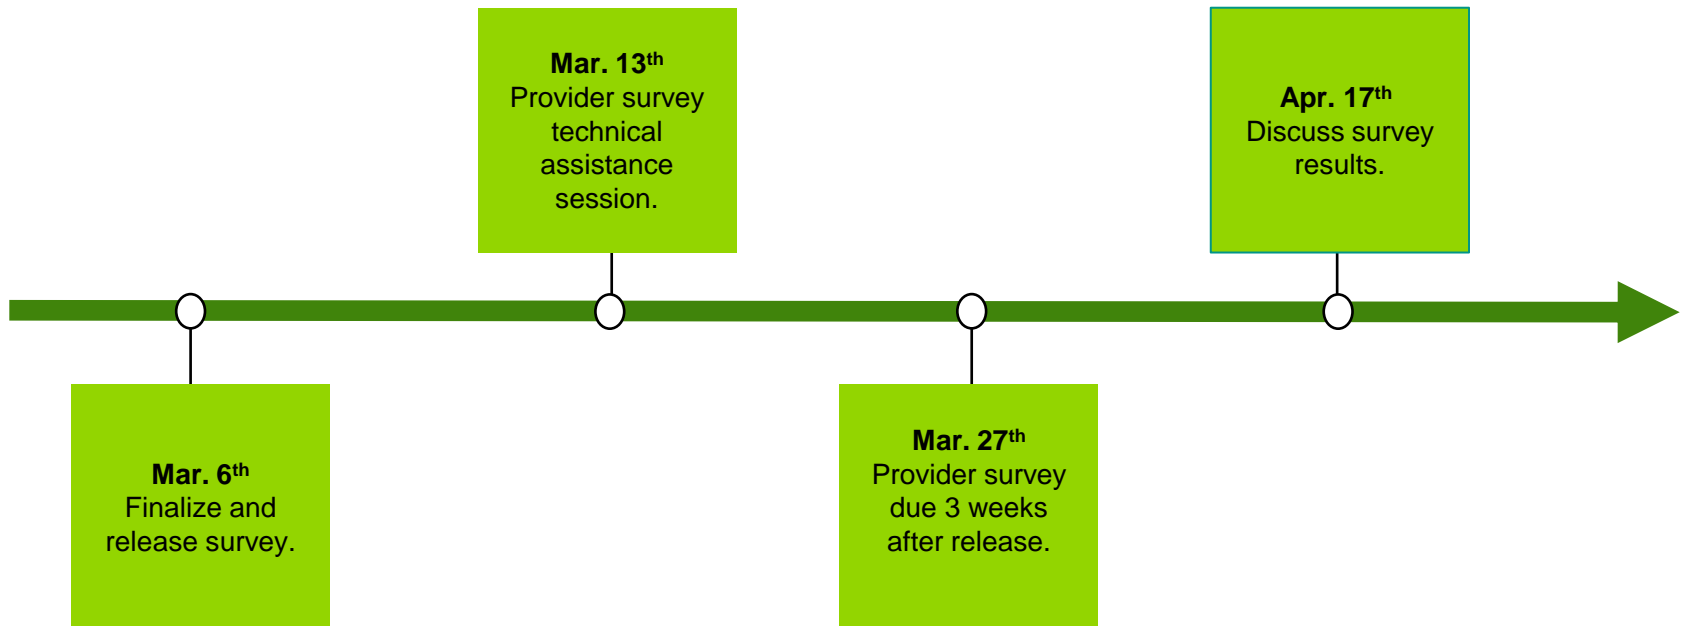 Mar. 6th
Finalize and
release survey.
Mar. 13th
Provider survey
technical
assistance
session.
Mar. 27th
Provider survey
due 3 weeks
after release.
Apr. 17th
Discuss survey
results.